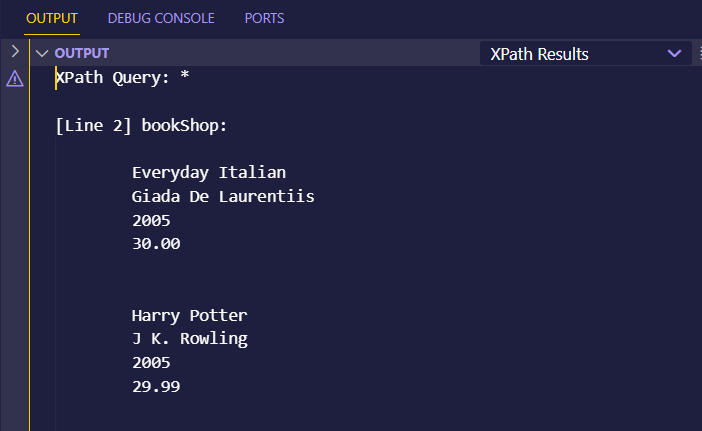 OUTPUT DEBUG CONSOLE PORTS
OUTPUT XPath Results
XPath Query: *
[Line 2] bookShop:
Everyday Italian
Giada De Laurentiis
2005
30.00
Harry Potter
J K. Rowling
2005
29.99